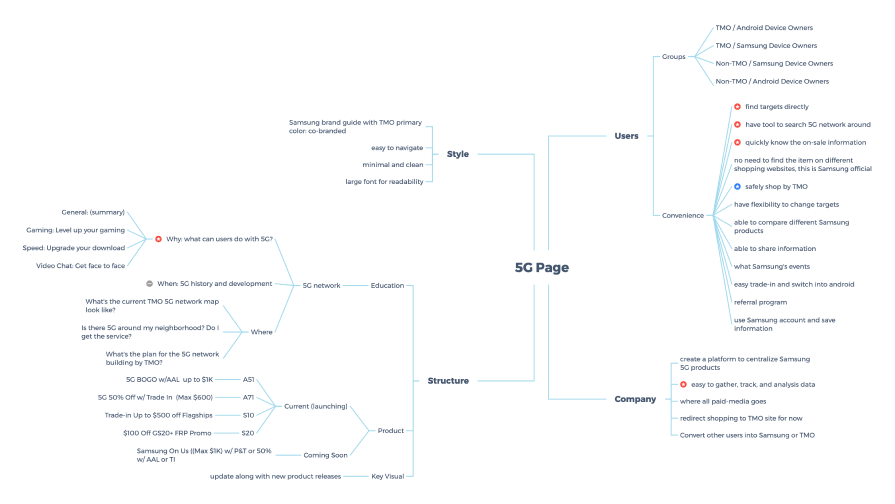 5G Page
Users
Groups
TMO / Android Device Owners
TMO / Samsung Device Owners
Non-TMO / Samsung Device Owners
Non-TMO / Android Device Owners
Convenience
find targets directly
have tool to search 5G network around
quickly know the on-sale information
no need to find the item on different
shopping websites, this is Samsung official
safely shop by TMO
have flexibility to change targets
able to compare different Samsung
products
able to share information
what Samsung's events
easy trade-in and switch into android
referral program
use Samsung account and save
information
Company
create a platform to centralize Samsung
5G products
easy to gather, track, and analysis data
where all paid-media goes
redirect shopping to TMO site for now
Convert other users into Samsung or TMO
Style
Samsung brand guide with TMO primary
color: co-branded
easy to navigate
minimal and clean
large font for readability
Structure
Education
5G network
Why: what can users do with 5G?
General: (summary)
Gaming: Level up your gaming
Speed: Upgrade your download
Video Chat: Get face to face
When: 5G history and development
Where
What's the current TMO 5G network map
look like?
Is there 5G around my neighborhood? Do I
get the service?
What's the plan for the 5G network
building by TMO?
Product
Current (launching)
A51
5G BOGO w/AAL up to $1K
A71
5G 50% Off w/ Trade In (Max $600)
S10
Trade-in Up to $500 off Flagships
S20
$100 Off GS20+ FRP Promo
Coming Soon
Samsung On Us ((Max $1K) w/ P&T or 50%
w/ AAL or TI
Key Visual
update along with new product releases